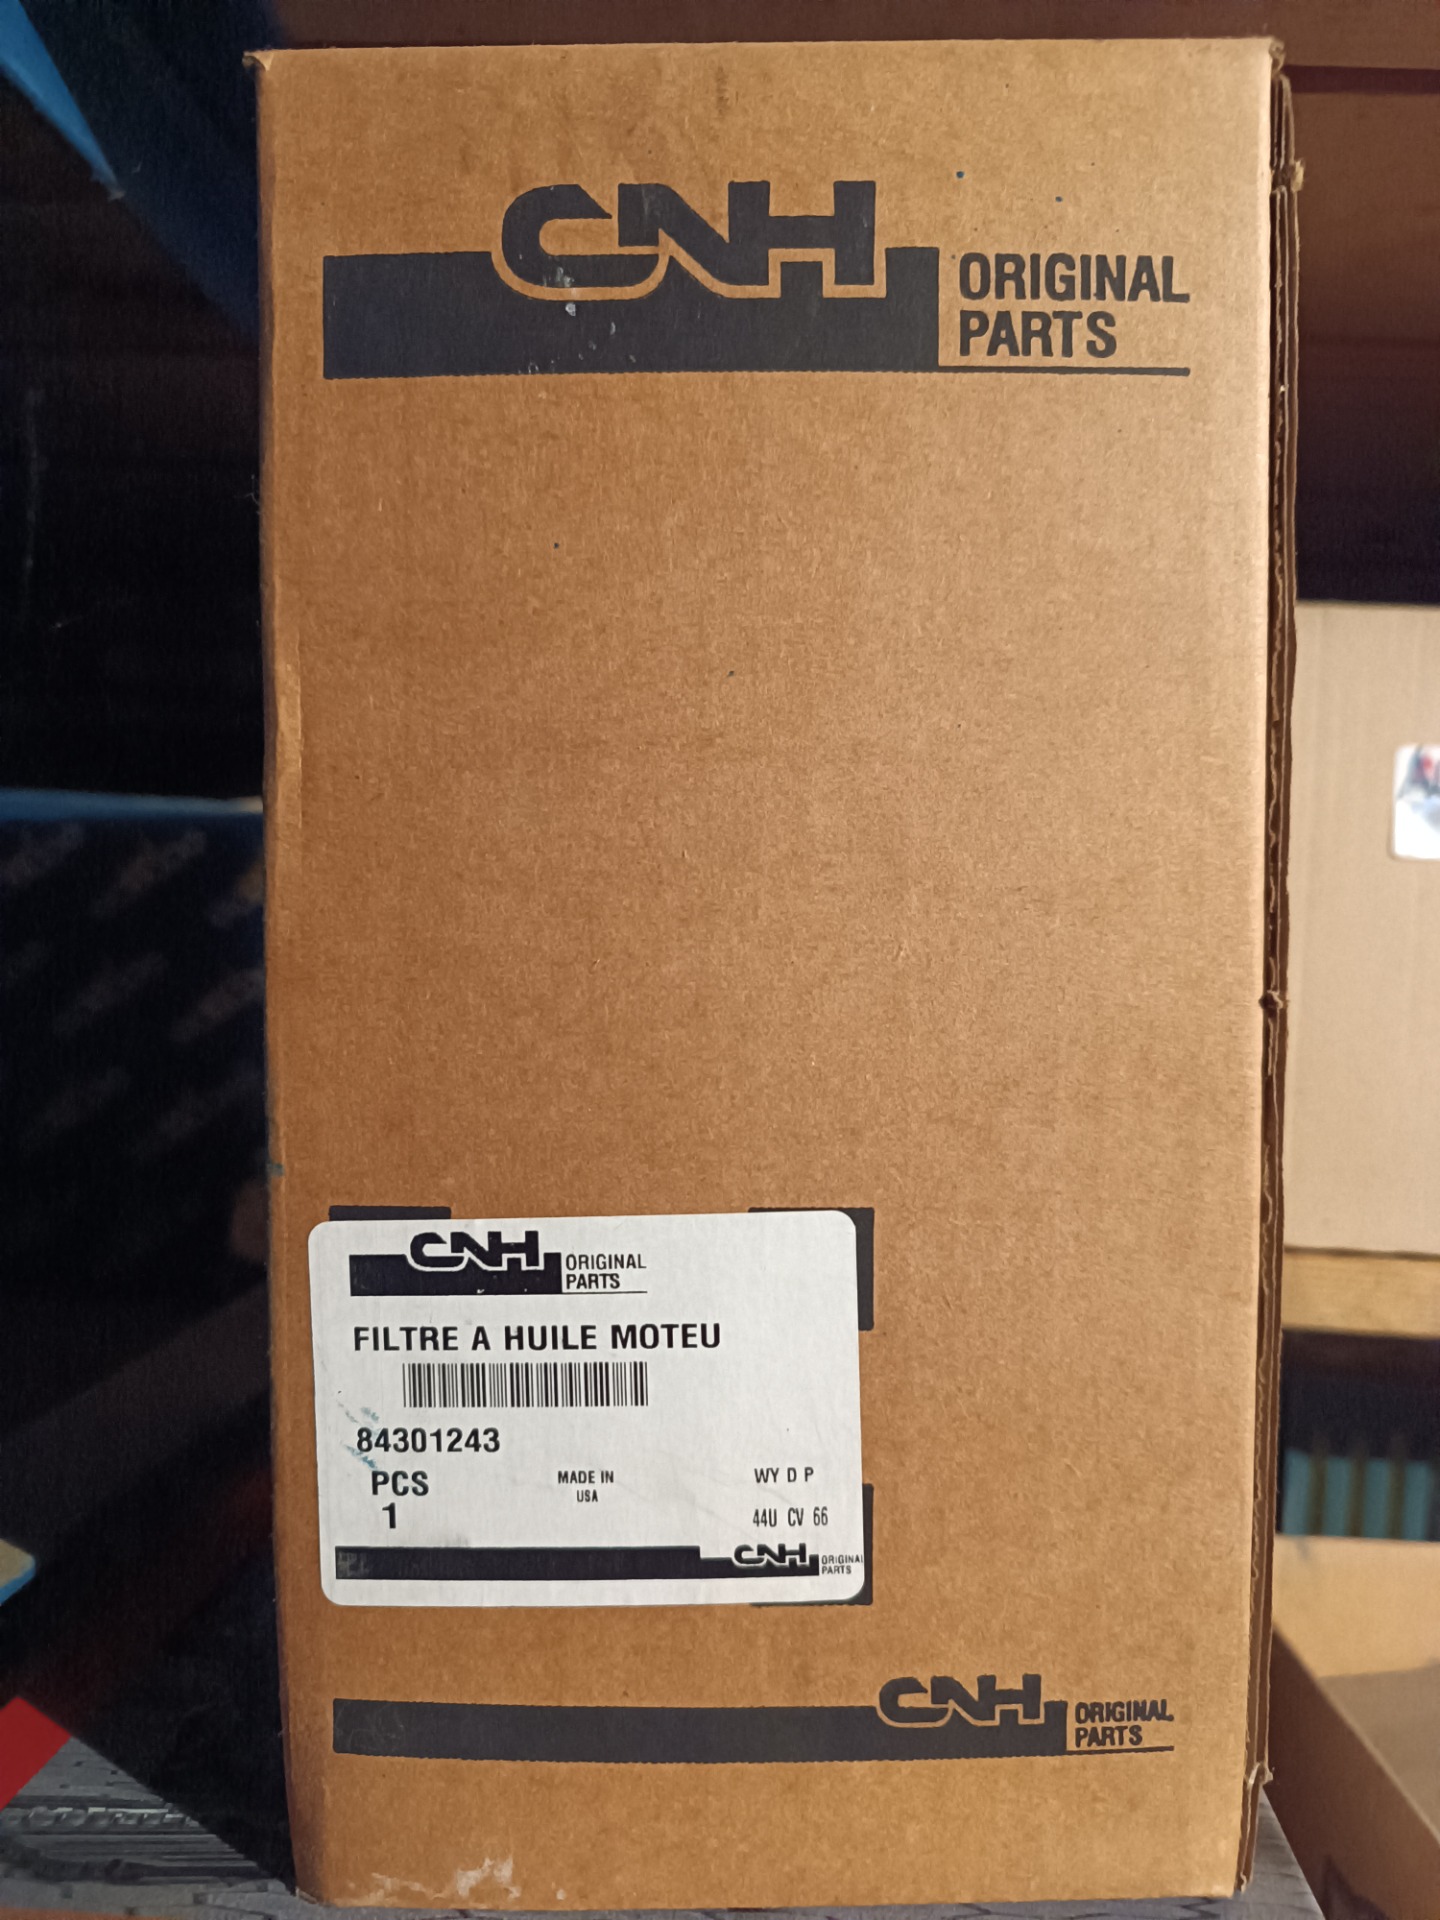 CNH
ORIGINAL
PARTS
CNH
ORIGINAL
PARTS
FILTRE A HUILE MOTEU
84301243
PCS
1
MADE IN
USA
WY D P
44U CV 66
CNH
ORIGINAL
PARTS
CNH
ORIGINAL
PARTS